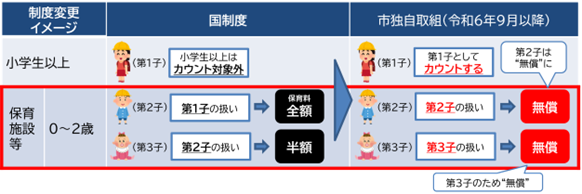 制度変更
イメージ
国制度
市独自取組(令和6年9月以降)
小学生以上
(第1子)
小学生以上は
カウント対象外
(第1子)
第1子として
カウントする
第2子は
“無償”に
保育
施設
等
0～2歳
(第2子)
第1子の扱い
保育料
全額
(第2子)
第2子の扱い
無償
(第3子)
第2子の扱い
半額
(第3子)
第3子の扱い
無償
第3子のため“無償”